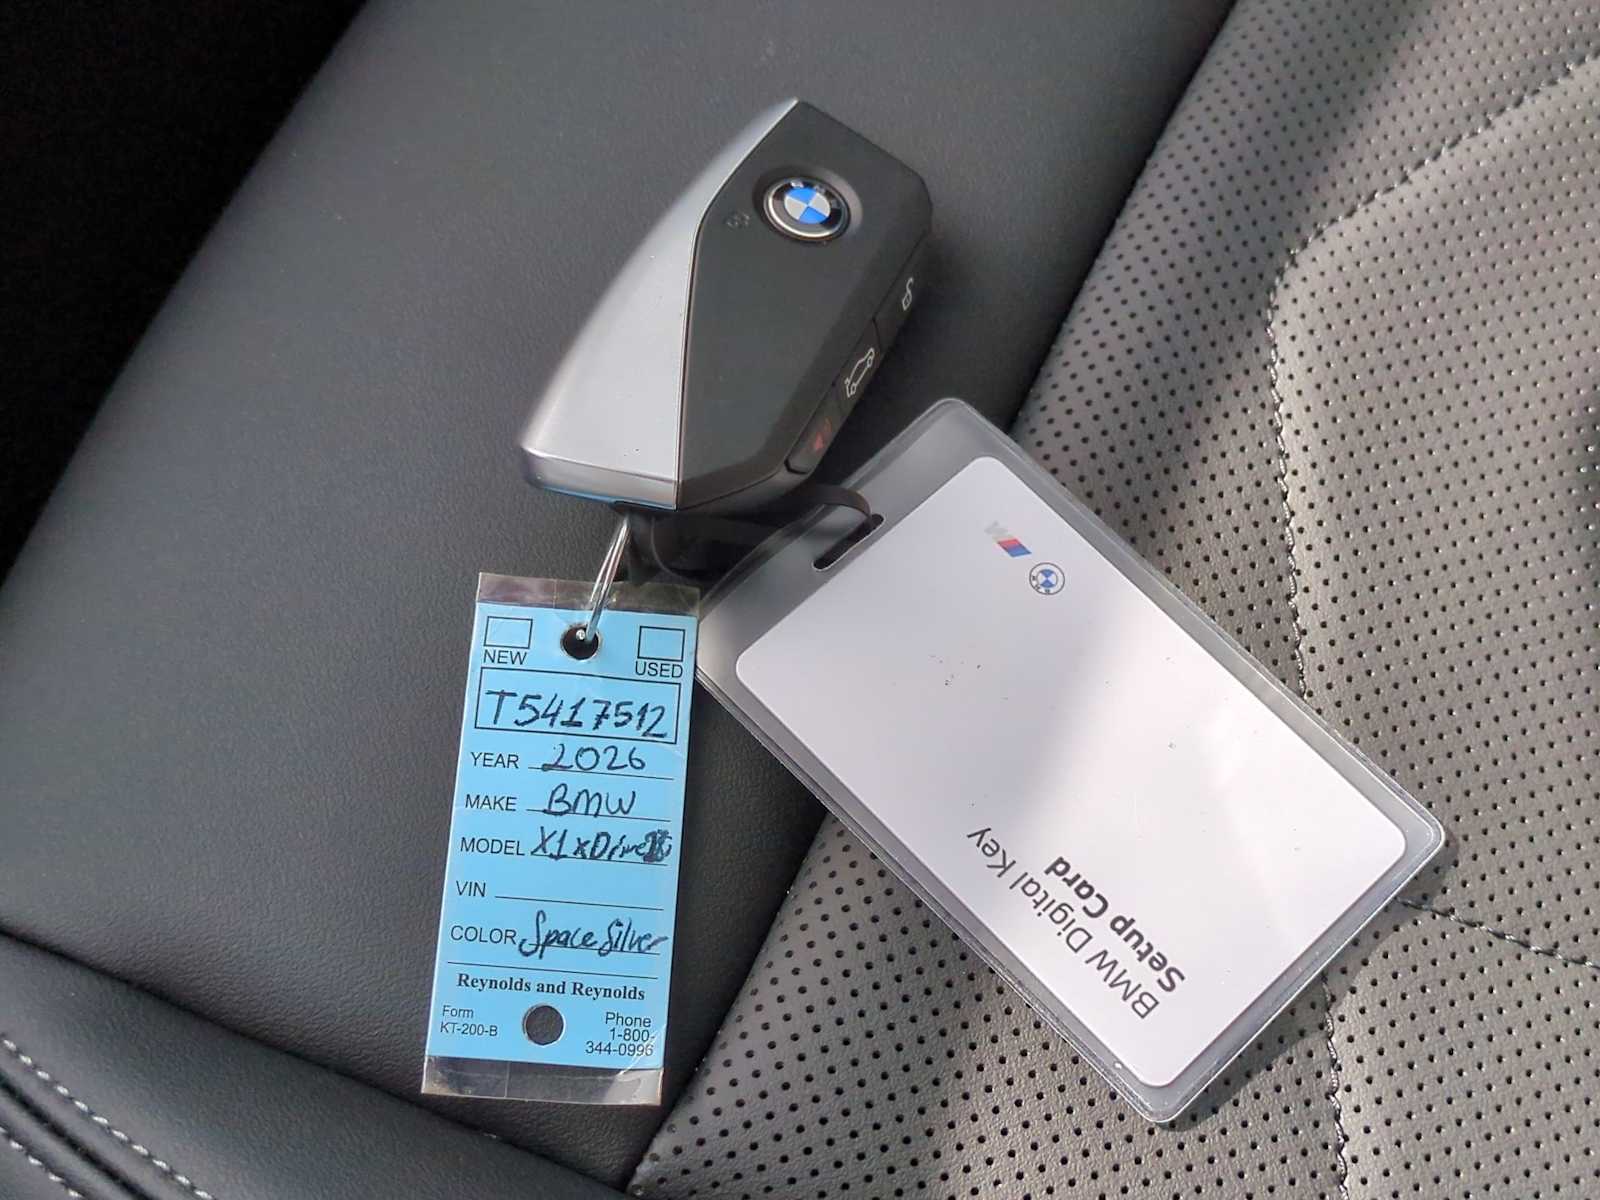 NEW USED
T5417512
YEAR 2026
MAKE BMW
MODEL X1 xDrive
VIN
COLOR Space Silver
Reynolds and Reynolds
Form
KT-200-B
Phone
1-800-
344-0996
BMW Digital Key
Setup Card